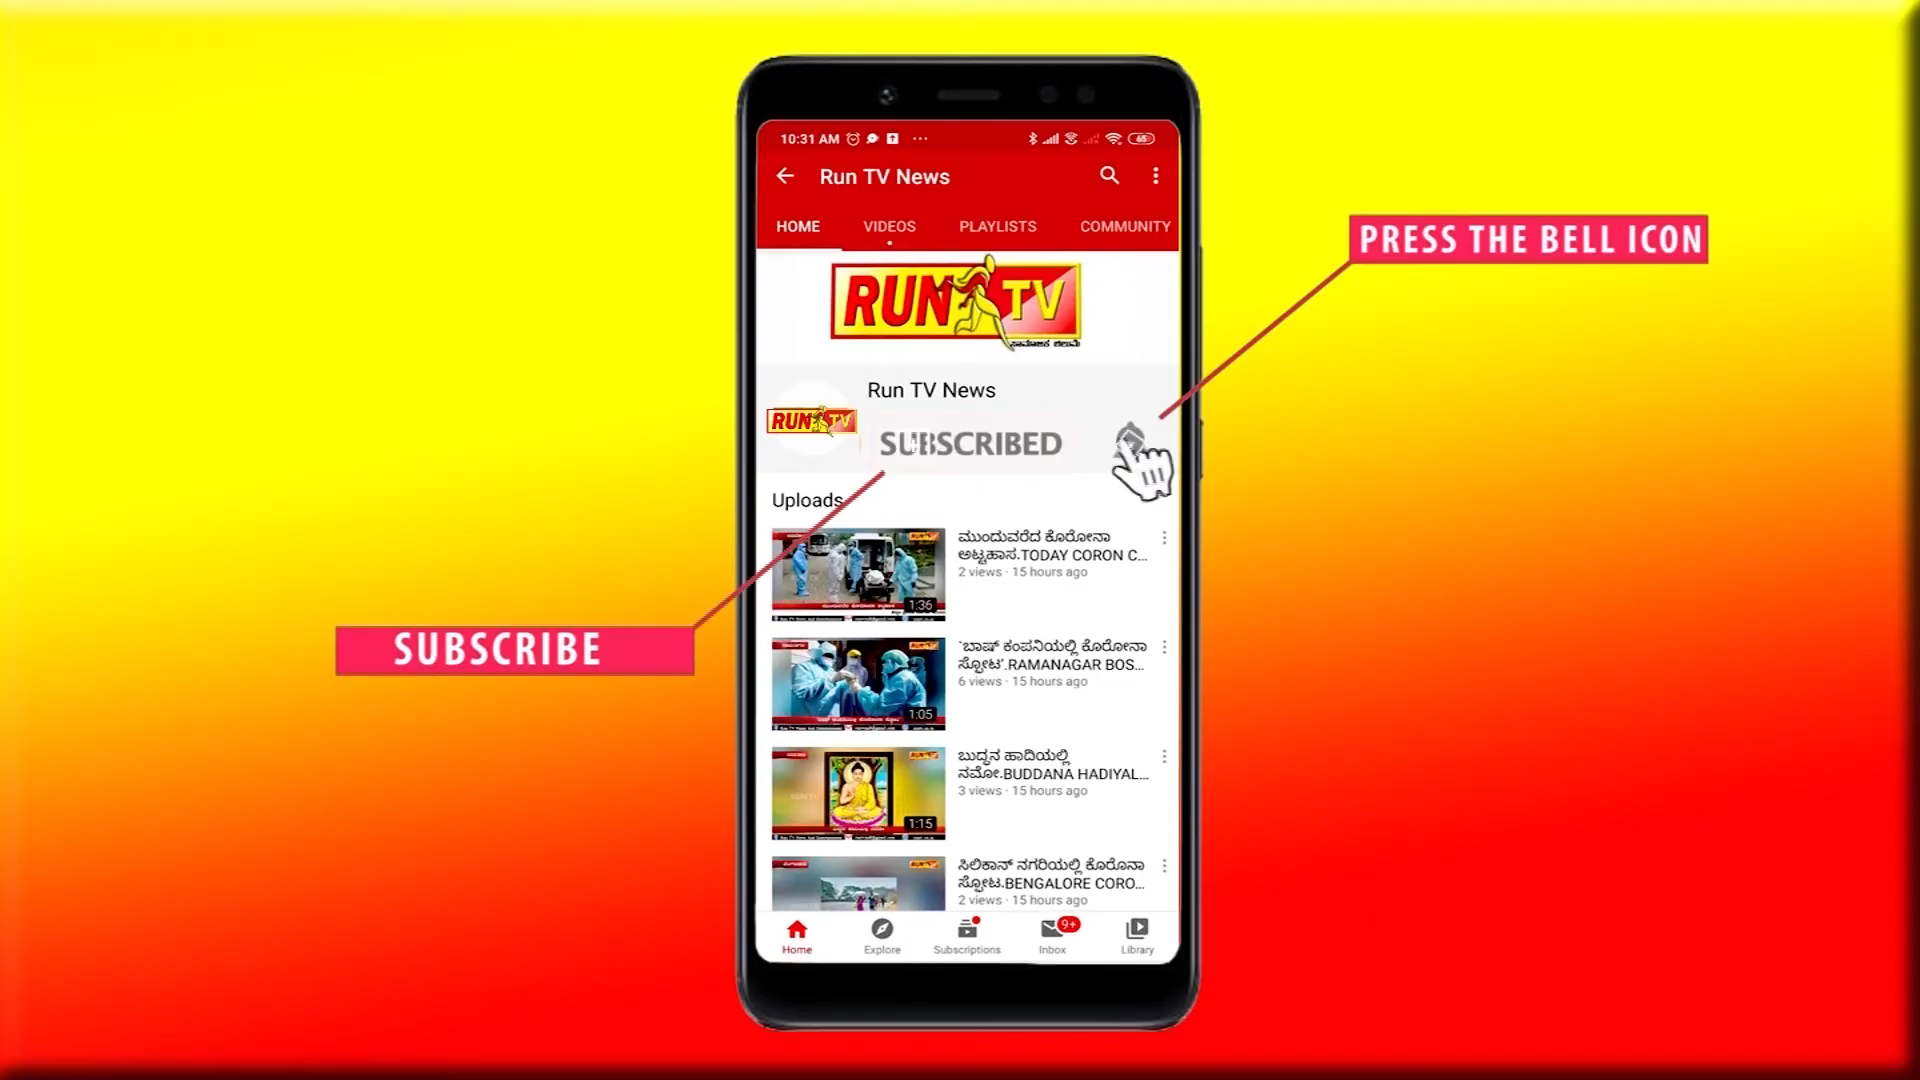 10:31 AM
65
Run TV News
HOME VIDEOS PLAYLISTS COMMUNITY
PRESS THE BELL ICON
RUN TV
ಸಾಮಾಜಿಕ ಚಿಲುಮೆ
Run TV News
RUN TV
SUBSCRIBED
Uploads
ಮುಂದುವರೆದ ಕೊರೋನಾ
ಅಟ್ಟಹಾಸ.TODAY CORON C...
2 views · 15 hours ago
1:36
SUBSCRIBE
`ಬಾಷ್ ಕಂಪನಿಯಲ್ಲಿ ಕೊರೋನಾ
ಸ್ಫೋಟ'.RAMANAGAR BOS...
6 views · 15 hours ago
1:05
ಬುದ್ಧನ ಹಾದಿಯಲ್ಲಿ
ನಮೋ.BUDDANA HADIYAL...
3 views · 15 hours ago
1:15
ಸಿಲಿಕಾನ್ ನಗರಿಯಲ್ಲಿ ಕೊರೊನಾ
ಸ್ಫೋಟ.BENGALORE CORO...
2 views · 15 hours ago
9+
Home Explore Subscriptions Inbox Library